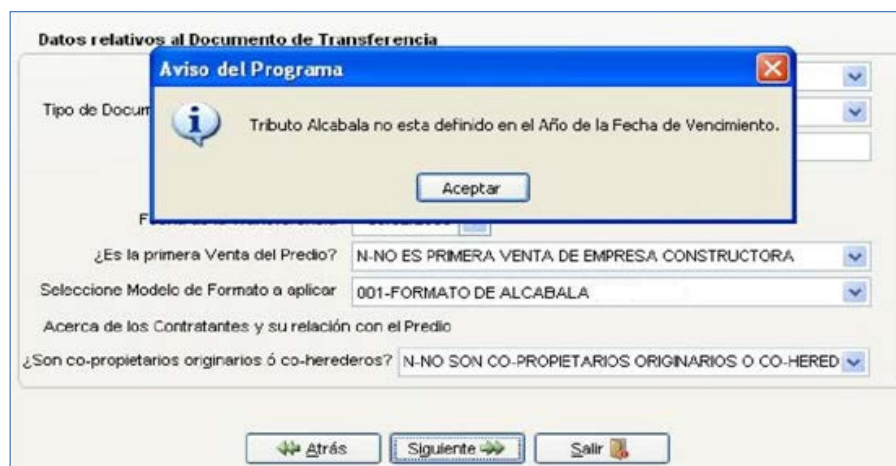 Datos relativos al Documento de Transferencia
Aviso del Programa
Tipo de Docum
Tributo Alcabala no esta definido en el Año de la Fecha de Vencimiento.
Aceptar
¿Es la primera Venta del Predio? N-NO ES PRIMERA VENTA DE EMPRESA CONSTRUCTORA
Seleccione Modelo de Formato a aplicar 001-FORMATO DE ALCABALA
Acerca de los Contratantes y su relación con el Predio
¿Son co-propietarios originarios ó co-herederos? N-NO SON CO-PROPIETARIOS ORIGINARIOS O CO-HERED
Atrás Siguiente Salir